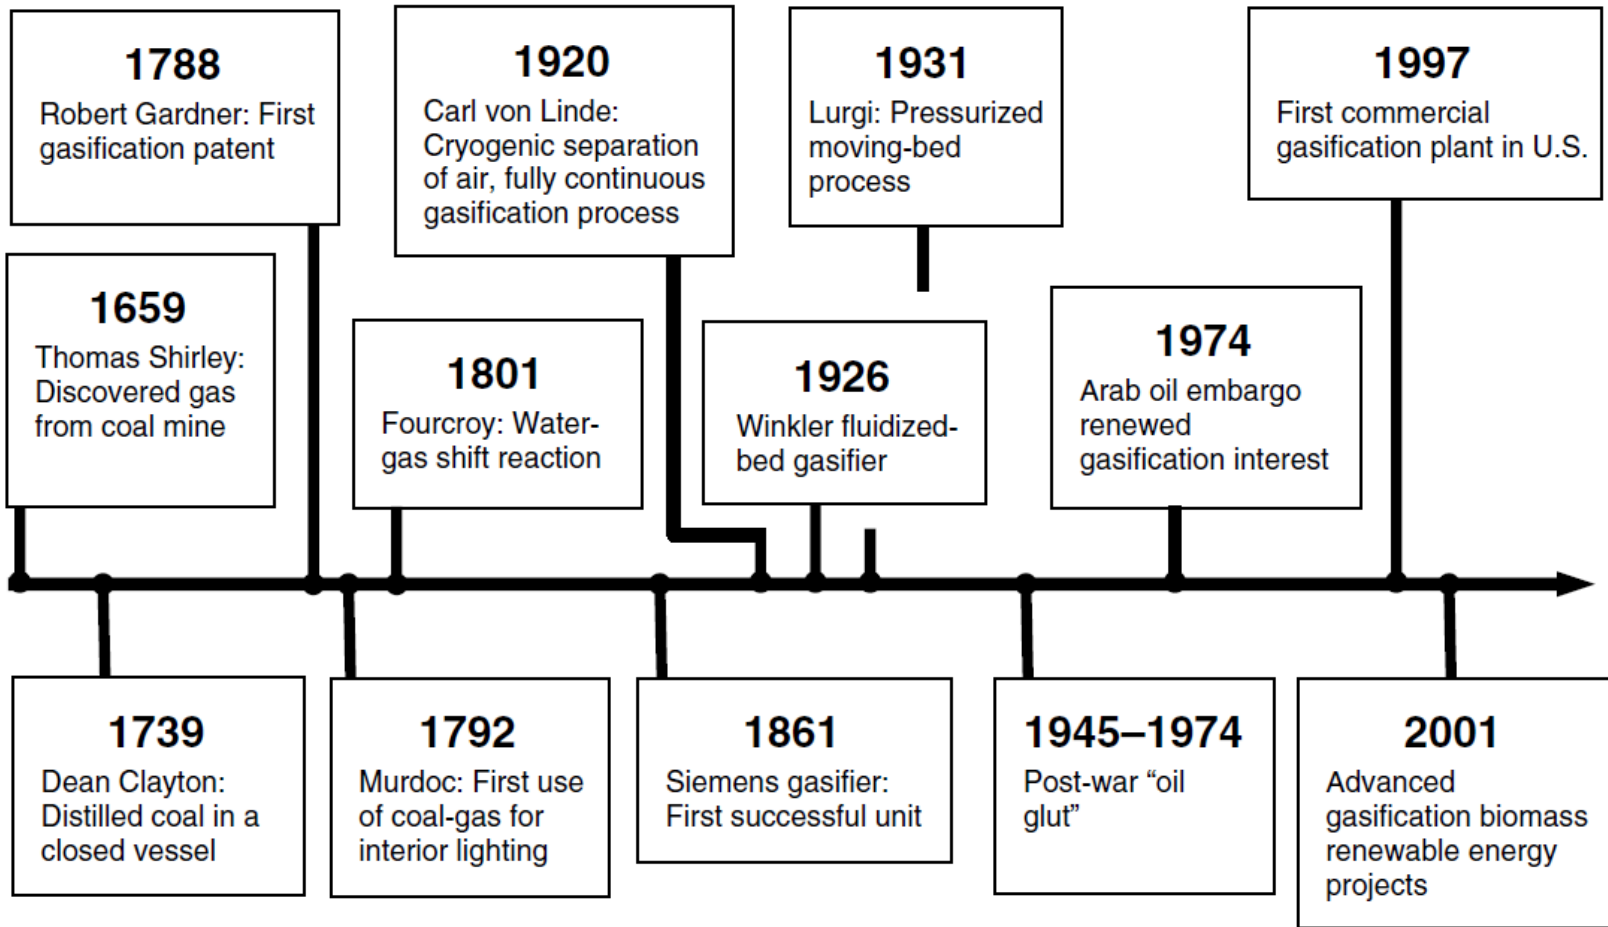 1788
Robert Gardner: First
gasification patent
1920
Carl von Linde:
Cryogenic separation
of air, fully continuous
gasification process
1931
Lurgi: Pressurized
moving-bed
process
1997
First commercial
gasification plant in U.S.
1659
Thomas Shirley:
Discovered gas
from coal mine
1801
Fourcroy: Water-
gas shift reaction
1926
Winkler fluidized-
bed gasifier
1974
Arab oil embargo
renewed
gasification interest
1739
Dean Clayton:
Distilled coal in a
closed vessel
1792
Murdoc: First use
of coal-gas for
interior lighting
1861
Siemens gasifier:
First successful unit
1945–1974
Post-war “oil
glut”
2001
Advanced
gasification biomass
renewable energy
projects